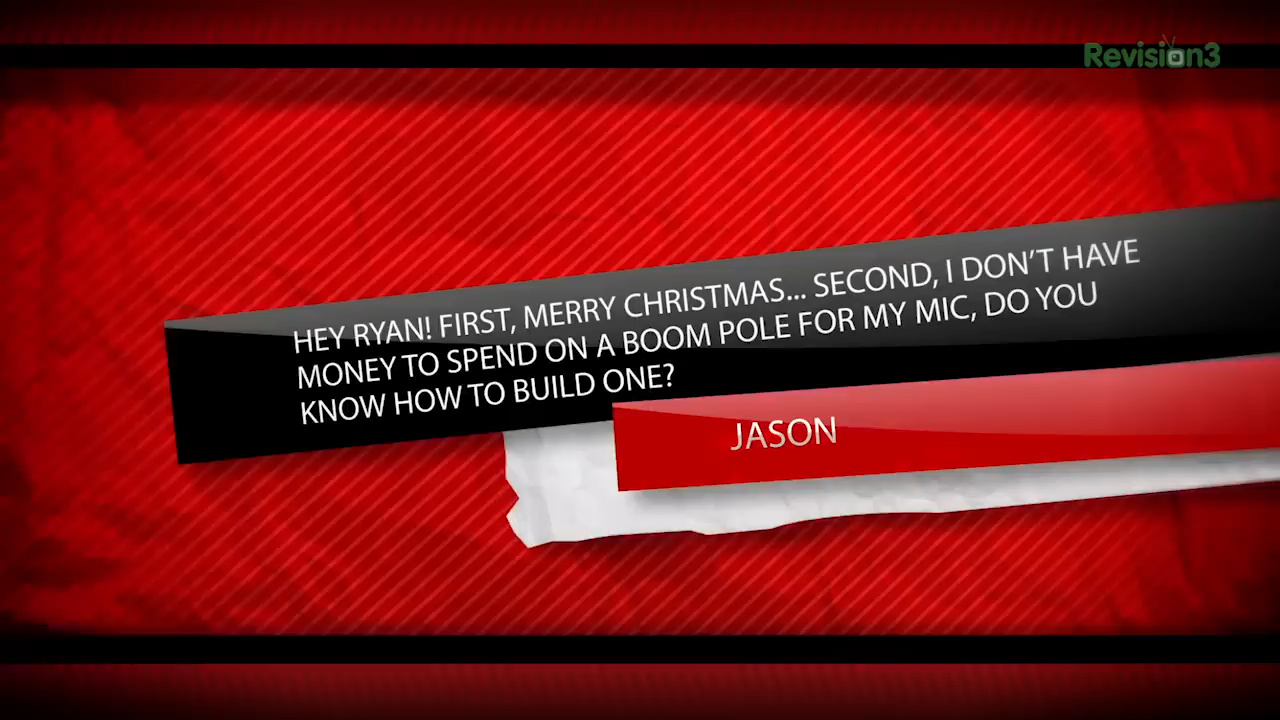 Revision3
HEY RYAN! FIRST, MERRY CHRISTMAS... SECOND, I DON'T HAVE
MONEY TO SPEND ON A BOOM POLE FOR MY MIC, DO YOU
KNOW HOW TO BUILD ONE?
JASON